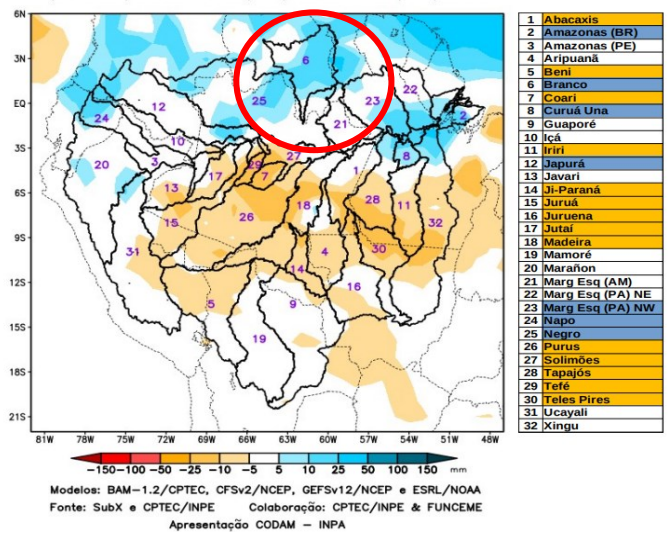 6N
3N
EQ
3S
6S
9S
12S
15S
18S
21S
81W 78W 75W 72W 69W 66W 63W 60W 57W 54W 51W 48W
6
25
23
22
12
24
21
2
10
3
20
27
29
7
17
13
8
1
28
11
32
18
15
26
30
31
14
4
16
5
9
19
-150 -100 -50 -25 -10 -5 5 10 25 50 100 150 mm
Modelos: BAM-1.2/CPTEC, CFSv2/NCEP, GEFSv12/NCEP e ESRL/NOAA
Fonte: SubX e CPTEC/INPE Colaboração: CPTEC/INPE & FUNCEME
Apresentação CODAM - INPA
1 Abacaxis
2 Amazonas (BR)
3 Amazonas (PE)
4 Aripuanã
5 Beni
6 Branco
7 Coari
8 Curuá Una
9 Guaporé
10 Içá
11 Iriri
12 Japurá
13 Javari
14 Ji-Paraná
15 Juruá
16 Juruena
17 Jutaí
18 Madeira
19 Mamoré
20 Marañon
21 Marg Esq (AM)
22 Marg Esq (PA) NE
23 Marg Esq (PA) NW
24 Napo
25 Negro
26 Purus
27 Solimões
28 Tapajós
29 Tefé
30 Teles Pires
31 Ucayali
32 Xingu